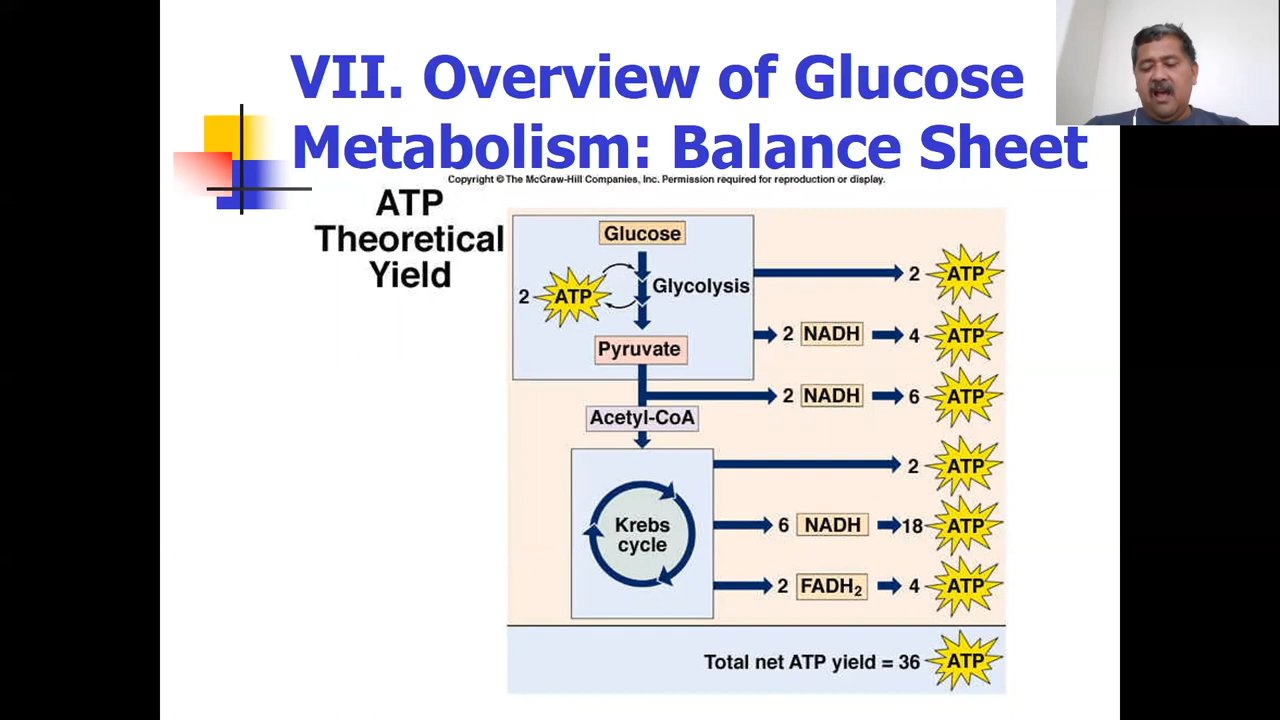 VII. Overview of Glucose
Metabolism: Balance Sheet
Copyright © The McGraw-Hill Companies, Inc. Permission required for reproduction or display.
ATP
Theoretical
Yield
Glucose
2 ATP
Glycolysis
2 ATP
Pyruvate
2 NADH 4 ATP
2 NADH 6 ATP
Acetyl-CoA
2 ATP
Krebs
cycle
6 NADH 18 ATP
2 FADH₂ 4 ATP
Total net ATP yield = 36 ATP